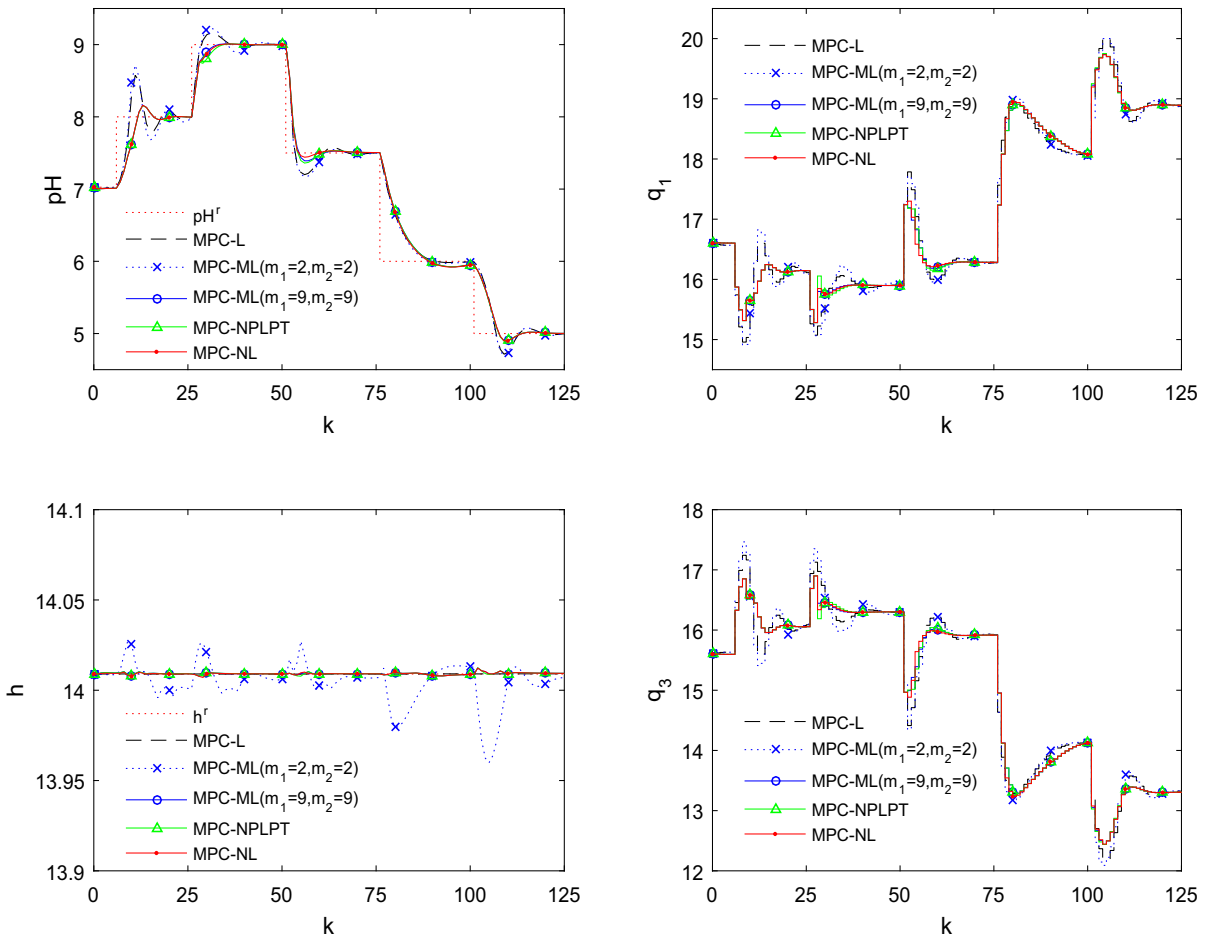 9
8
7
6
5
pH
pHʳ
MPC-L
MPC-ML(m₁=2,m₂=2)
MPC-ML(m₁=9,m₂=9)
MPC-NPLPT
MPC-NL
0 25 50 75 100 125
k
20
19
18
17
16
15
q₁
MPC-L
MPC-ML(m₁=2,m₂=2)
MPC-ML(m₁=9,m₂=9)
MPC-NPLPT
MPC-NL
0 25 50 75 100 125
k
14.1
14.05
14
13.95
13.9
h
hʳ
MPC-L
MPC-ML(m₁=2,m₂=2)
MPC-ML(m₁=9,m₂=9)
MPC-NPLPT
MPC-NL
0 25 50 75 100 125
k
18
17
16
15
14
13
12
q₃
MPC-L
MPC-ML(m₁=2,m₂=2)
MPC-ML(m₁=9,m₂=9)
MPC-NPLPT
MPC-NL
0 25 50 75 100 125
k